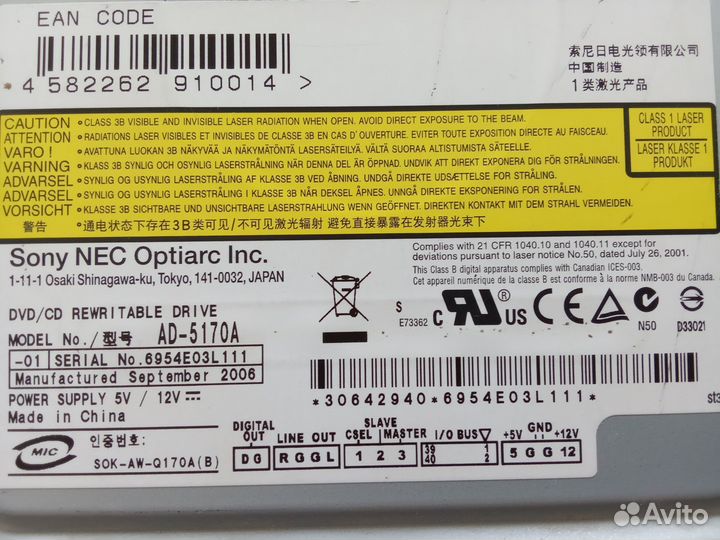 EAN CODE
4 582262 910014 >
索尼日电光领有限公司
中国制造
1类激光产品
CAUTION • CLASS 3B VISIBLE AND INVISIBLE LASER RADIATION WHEN OPEN. AVOID DIRECT EXPOSURE TO THE BEAM.
ATTENTION • RADIATIONS LASER VISIBLES ET INVISIBLES DE CLASSE 3B EN CAS D'OUVERTURE. EVITER TOUTE EXPOSITION DIRECTE AU FAISCEAU.
VARO ! • AVATTUNA LUOKAN 3B NÄKYVÄÄ JA NÄKYMÄTÖNTÄ LASERSÄTEILYÄ. VÄLTÄ SUORAA ALTISTUMISTA SÄTEELLE.
VARNING • KLASS 3B SYNLIG OCH OSYNLIG LASERSTRÅLNING NÄR DENNA DEL ÄR ÖPPNAD. UNDVIK ATT DIREKT EXPONERA DIG FÖR STRÅLNINGEN.
ADVARSEL • SYNLIG OG USYNLIG LASERSTRÅLING AF KLASSE 3B VED ÅBNING. UNDGÅ DIREKTE UDSÆTTELSE FOR STRÅLING.
ADVARSEL • SYNLIG OG USYNLIG LASERSTRÅLING I KLASSE 3B NÅR DEKSEL ÅPNES. UNNGÅ DIREKTE EKSPONERING FOR STRÅLEN.
VORSICHT • KLASSE 3B SICHTBARE UND UNSICHTBARE LASERSTRAHLUNG, WENN GEÖFFNET. DIREKTEN KONTAKT MIT DEM STRAHL VERMEIDEN.
警告 • 通电状态下存在3B类可见/不可见激光辐射 避免直接暴露在发射器光束下
CLASS 1 LASER
PRODUCT
LASER KLASSE 1
PRODUKT
Sony NEC Optiarc Inc.
1-11-1 Osaki Shinagawa-ku, Tokyo, 141-0032, JAPAN
Complies with 21 CFR 1040.10 and 1040.11 except for
deviations pursuant to laser notice No.50, dated July 26, 2001.
This Class B digital apparatus complies with Canadian ICES-003.
Cet appareil numérique de la classe B est conforme à la norme NMB-003 du Canada.
DVD/CD REWRITABLE DRIVE
MODEL No./型号 AD-5170A
-01 SERIAL No.6954E03L111
Manufactured September 2006
POWER SUPPLY 5V / 12V
Made in China
S
E73362
C RU US
CE
N50
D33021
*30642940*6954E03L111*
st3
MIC
인증번호:
SOK-AW-Q170A(B)
DIGITAL OUT LINE OUT SLAVE CSEL MASTER I/O BUS +5V GND +12V
DG RGGL 1 2 3 39 40 1 2 5 G G 12
Avito